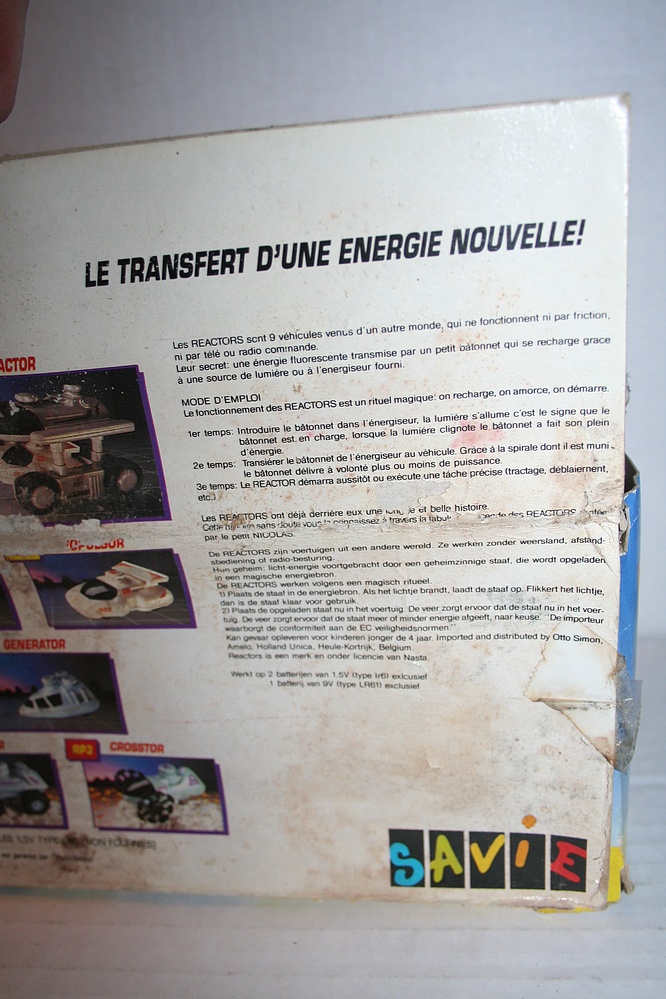 LE TRANSFERT D'UNE ENERGIE NOUVELLE!
Les REACTORS sont 9 véhicules venus d'un autre monde, qui ne fonctionnent ni par friction,
ni par télé ou radio commande.
Leur secret: une énergie fluorescente transmise par un petit bâtonnet qui se recharge grace
à une source de lumière ou à l'energiseur fourni.
MODE D'EMPLOI
Le fonctionnement des REACTORS est un rituel magique: on recharge, on amorce, on démarre.
1er temps: Introduire le bâtonnet dans l'énergiseur, la lumière s'allume c'est le signe que le
bâtonnet est en charge, lorsque la lumière clignote le bâtonnet a fait son plein
d'énergie.
2e temps: Transférer le bâtonnet de l'énergiseur au véhicule. Grâce à la spirale dont il est muni
le bâtonnet délivre à volonté plus ou moins de puissance.
3e temps: Le REACTOR démarra aussitôt ou exécute une tâche précise (tractage, déblaiement,
etc.)
Les REACTORS ont déjà derrière eux une et belle histoire.
sans doute vous la connaissez à travers la des REACTORS
par le petit NICOLAS.
De REACTORS zijn voertuigen uit een andere wereld. Ze werken zonder weersland, afstand-
sbediening of radio-besturing.
Hun geheim: licht-energie voortgebracht door een geheimzinnige staaf, die wordt opgeladen
in een magische energiebron.
De REACTORS werken volgens een magisch ritueel.
1) Plaats de staaf in de energiebron. Als het lichtje brandt, laadt de staaf op. Flikkert het lichtje,
dan is de staaf klaar voor gebruik.
2) Plaats de opgeladen staaf nu in het voertuig. De veer zorgt ervoor dat de staaf nu in het voer-
tuig. De veer zorgt ervoor dat de staaf meer of minder energie afgeeft, naar keuze. "De importeur
waarborgt de conformiteit aan de EC veiligheidsnormen."
Kan gevaar opleveren voor kinderen jonger de 4 jaar. Imported and distributed by Otto Simon,
Amelo, Holland Unica, Heule-Kortrijk, Belgium.
Reactors is een merk en onder licencie van Nasta.
Werkt op 2 batterijen van 1.5V (type lr6) exlcusief
1 batterij van 9V (type LR61) exclusief
ACTOR
GENERATOR
RP3 CROSSTOR
SAVIE